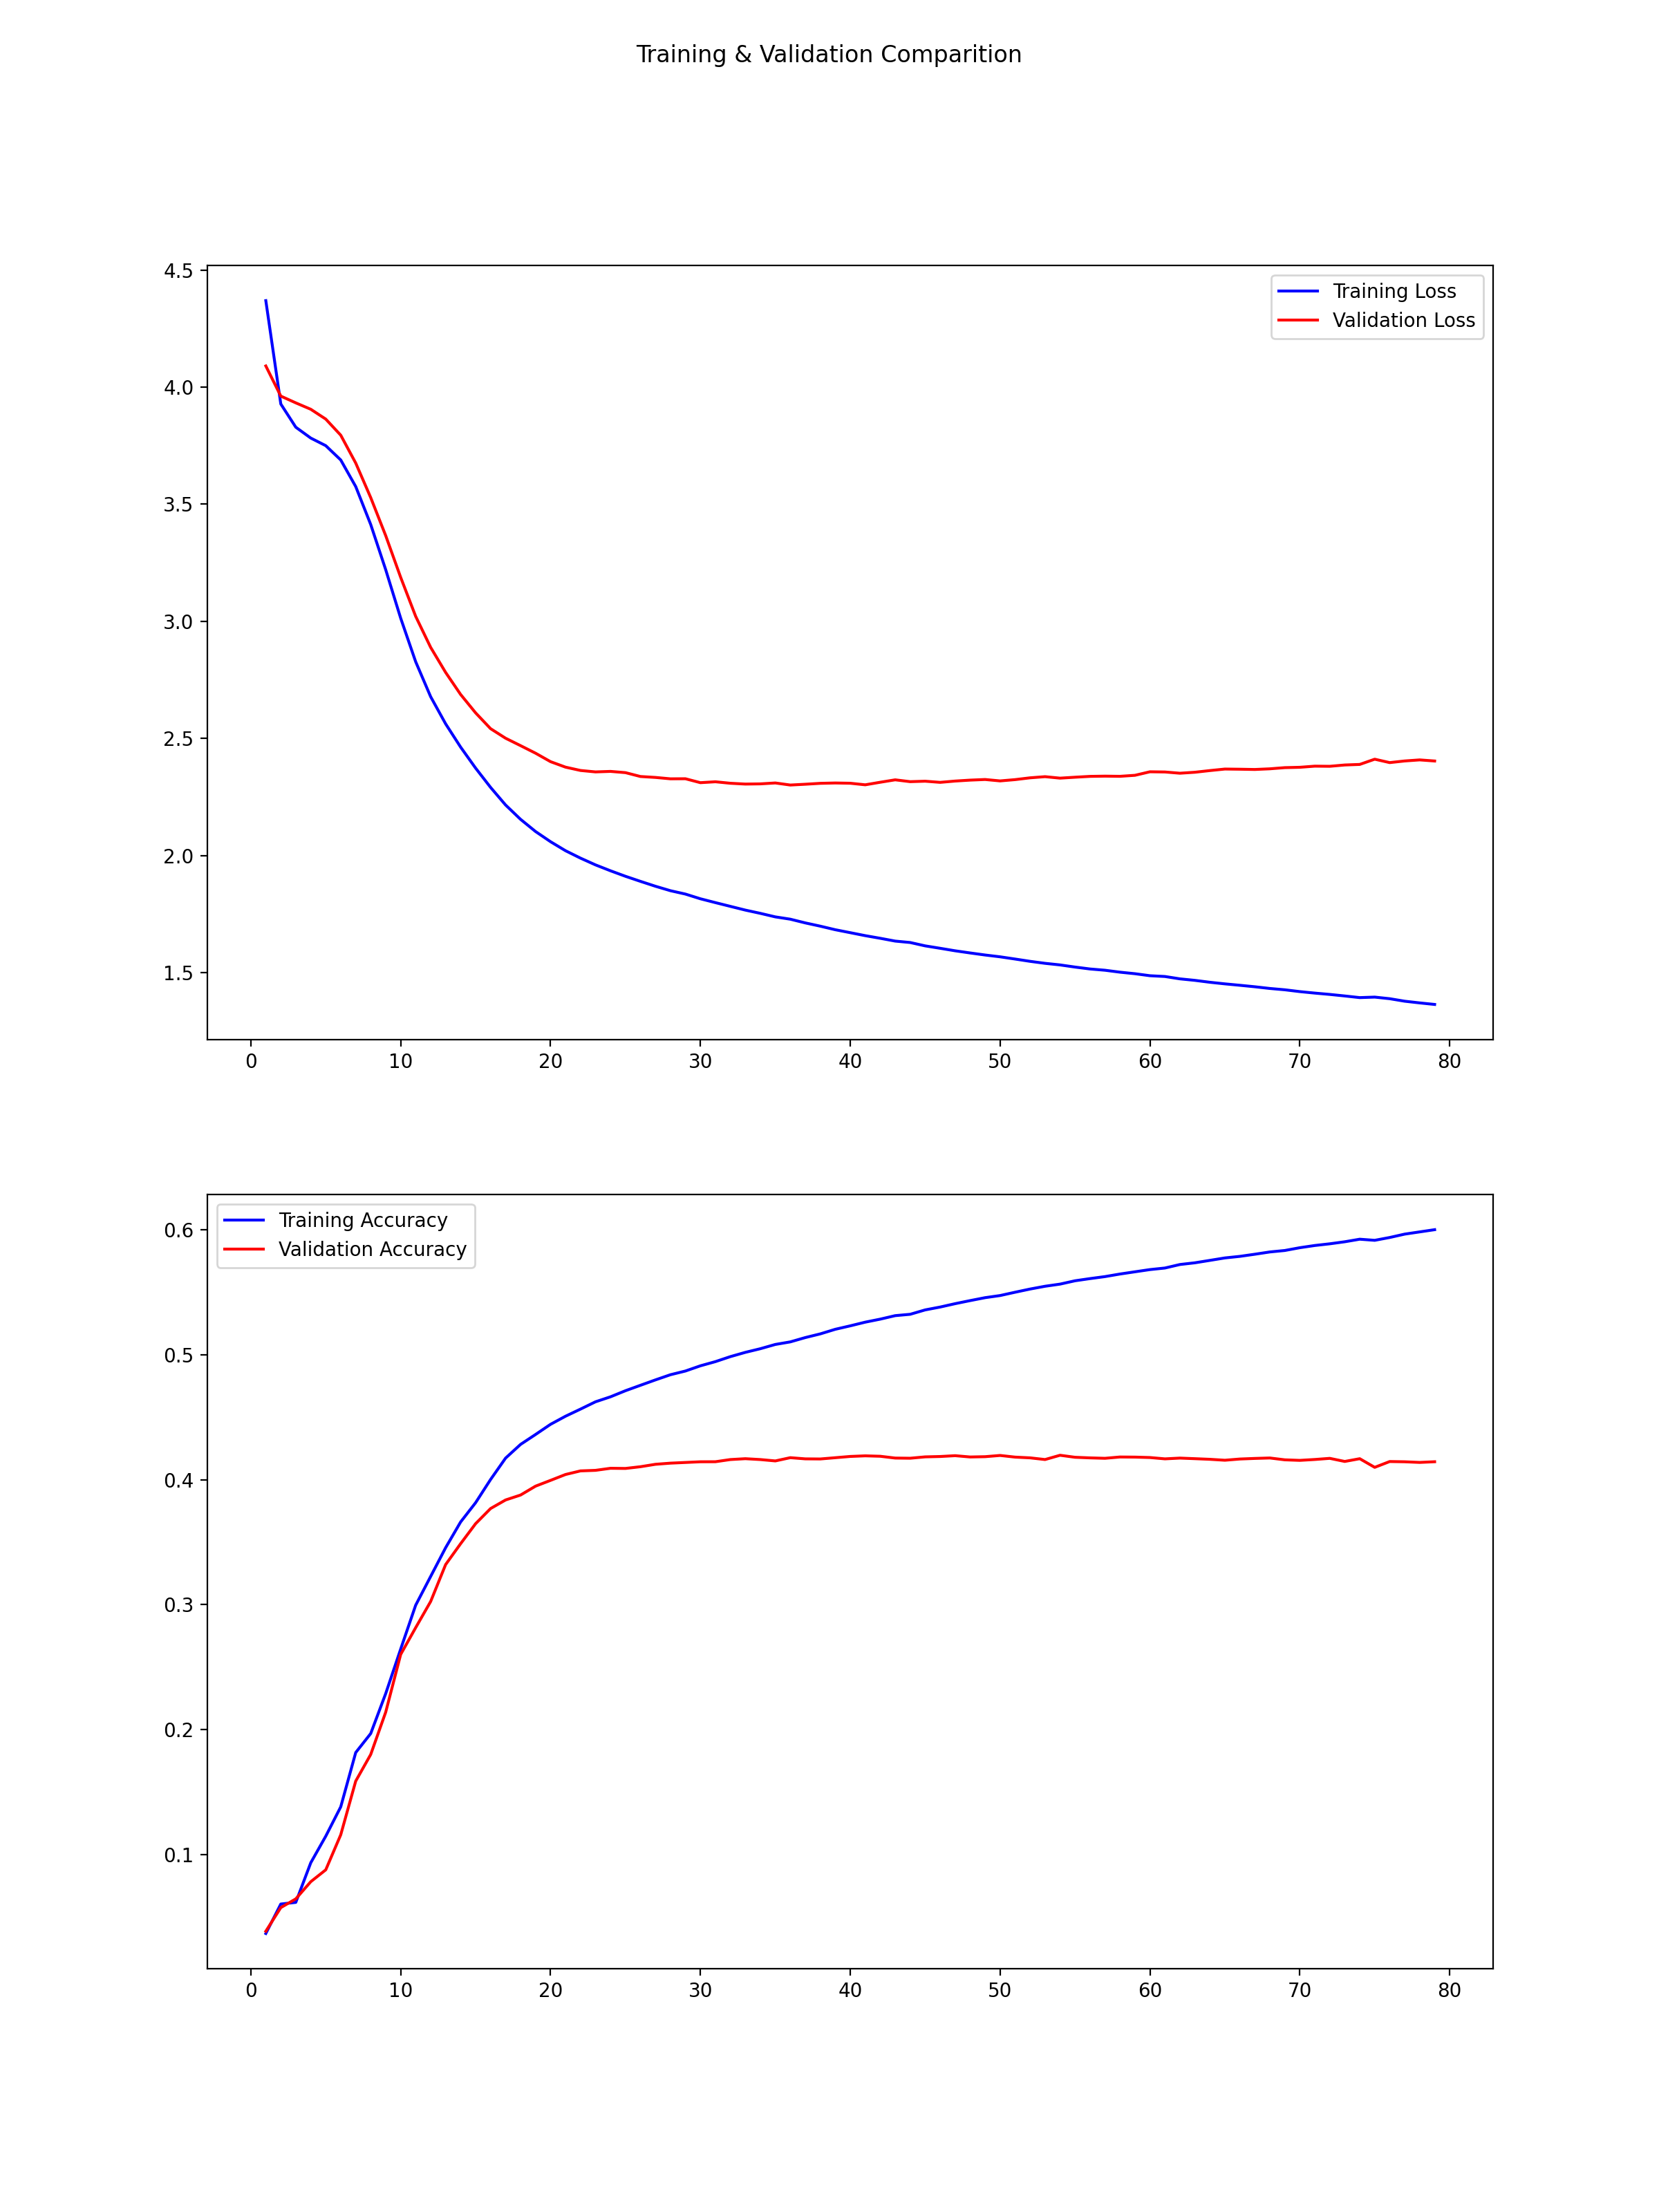 Training & Validation Comparition
4.5
4.0
3.5
3.0
2.5
2.0
1.5
Training Loss
Validation Loss
0 10 20 30 40 50 60 70 80
0.6
0.5
0.4
0.3
0.2
0.1
Training Accuracy
Validation Accuracy
0 10 20 30 40 50 60 70 80